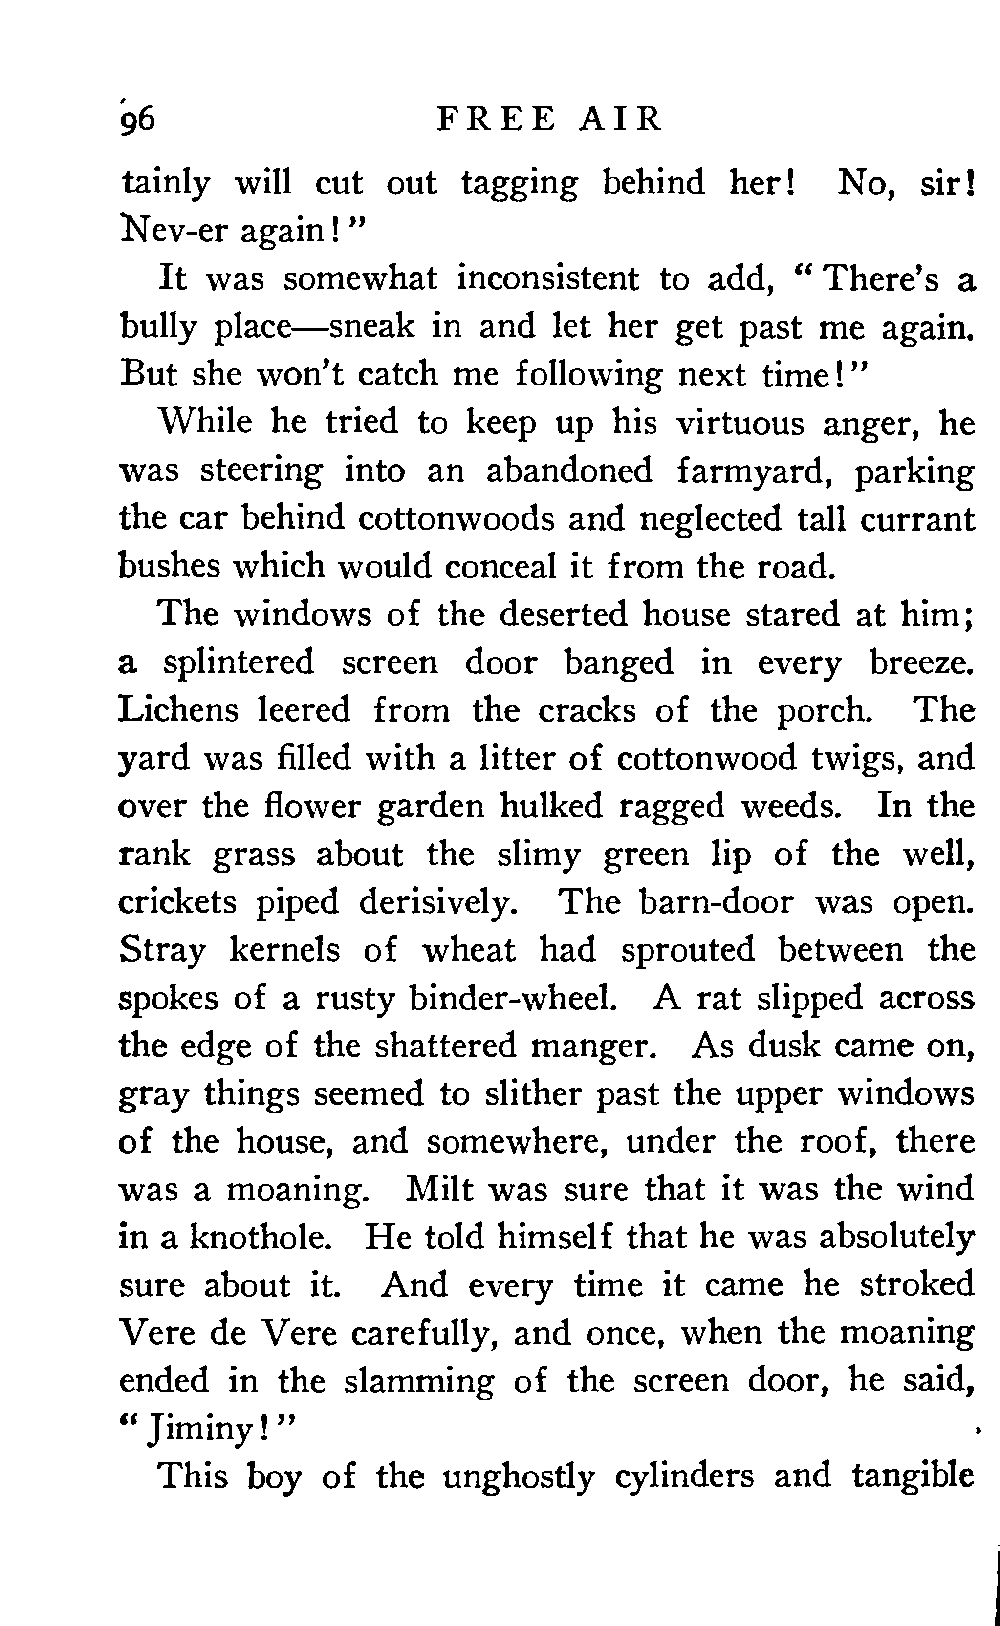 96 FREE AIR
tainly will cut out tagging behind her! No, sir!
Nev-er again!"
It was somewhat inconsistent to add, "There's a
bully place—sneak in and let her get past me again.
But she won't catch me following next time!"
While he tried to keep up his virtuous anger, he
was steering into an abandoned farmyard, parking
the car behind cottonwoods and neglected tall currant
bushes which would conceal it from the road.
The windows of the deserted house stared at him;
a splintered screen door banged in every breeze.
Lichens leered from the cracks of the porch. The
yard was filled with a litter of cottonwood twigs, and
over the flower garden hulked ragged weeds. In the
rank grass about the slimy green lip of the well,
crickets piped derisively. The barn-door was open.
Stray kernels of wheat had sprouted between the
spokes of a rusty binder-wheel. A rat slipped across
the edge of the shattered manger. As dusk came on,
gray things seemed to slither past the upper windows
of the house, and somewhere, under the roof, there
was a moaning. Milt was sure that it was the wind
in a knothole. He told himself that he was absolutely
sure about it. And every time it came he stroked
Vere de Vere carefully, and once, when the moaning
ended in the slamming of the screen door, he said,
"Jiminy!"
This boy of the unghostly cylinders and tangible